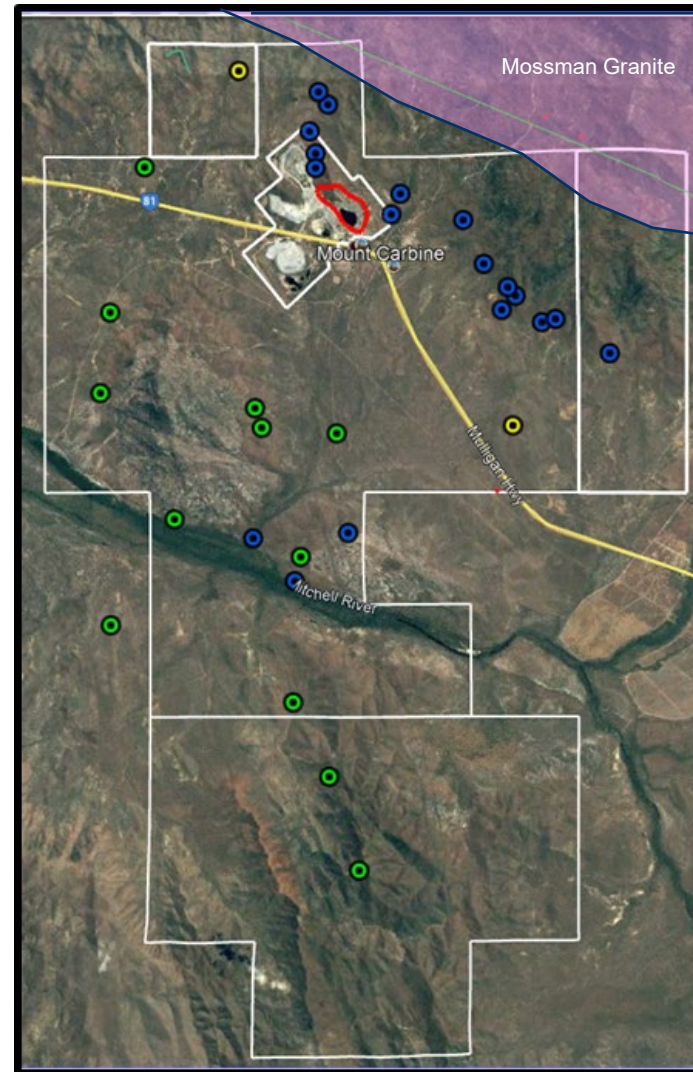 Mossman Granite
81
Mount Carbine
Mulligan Hwy
Mitchell River